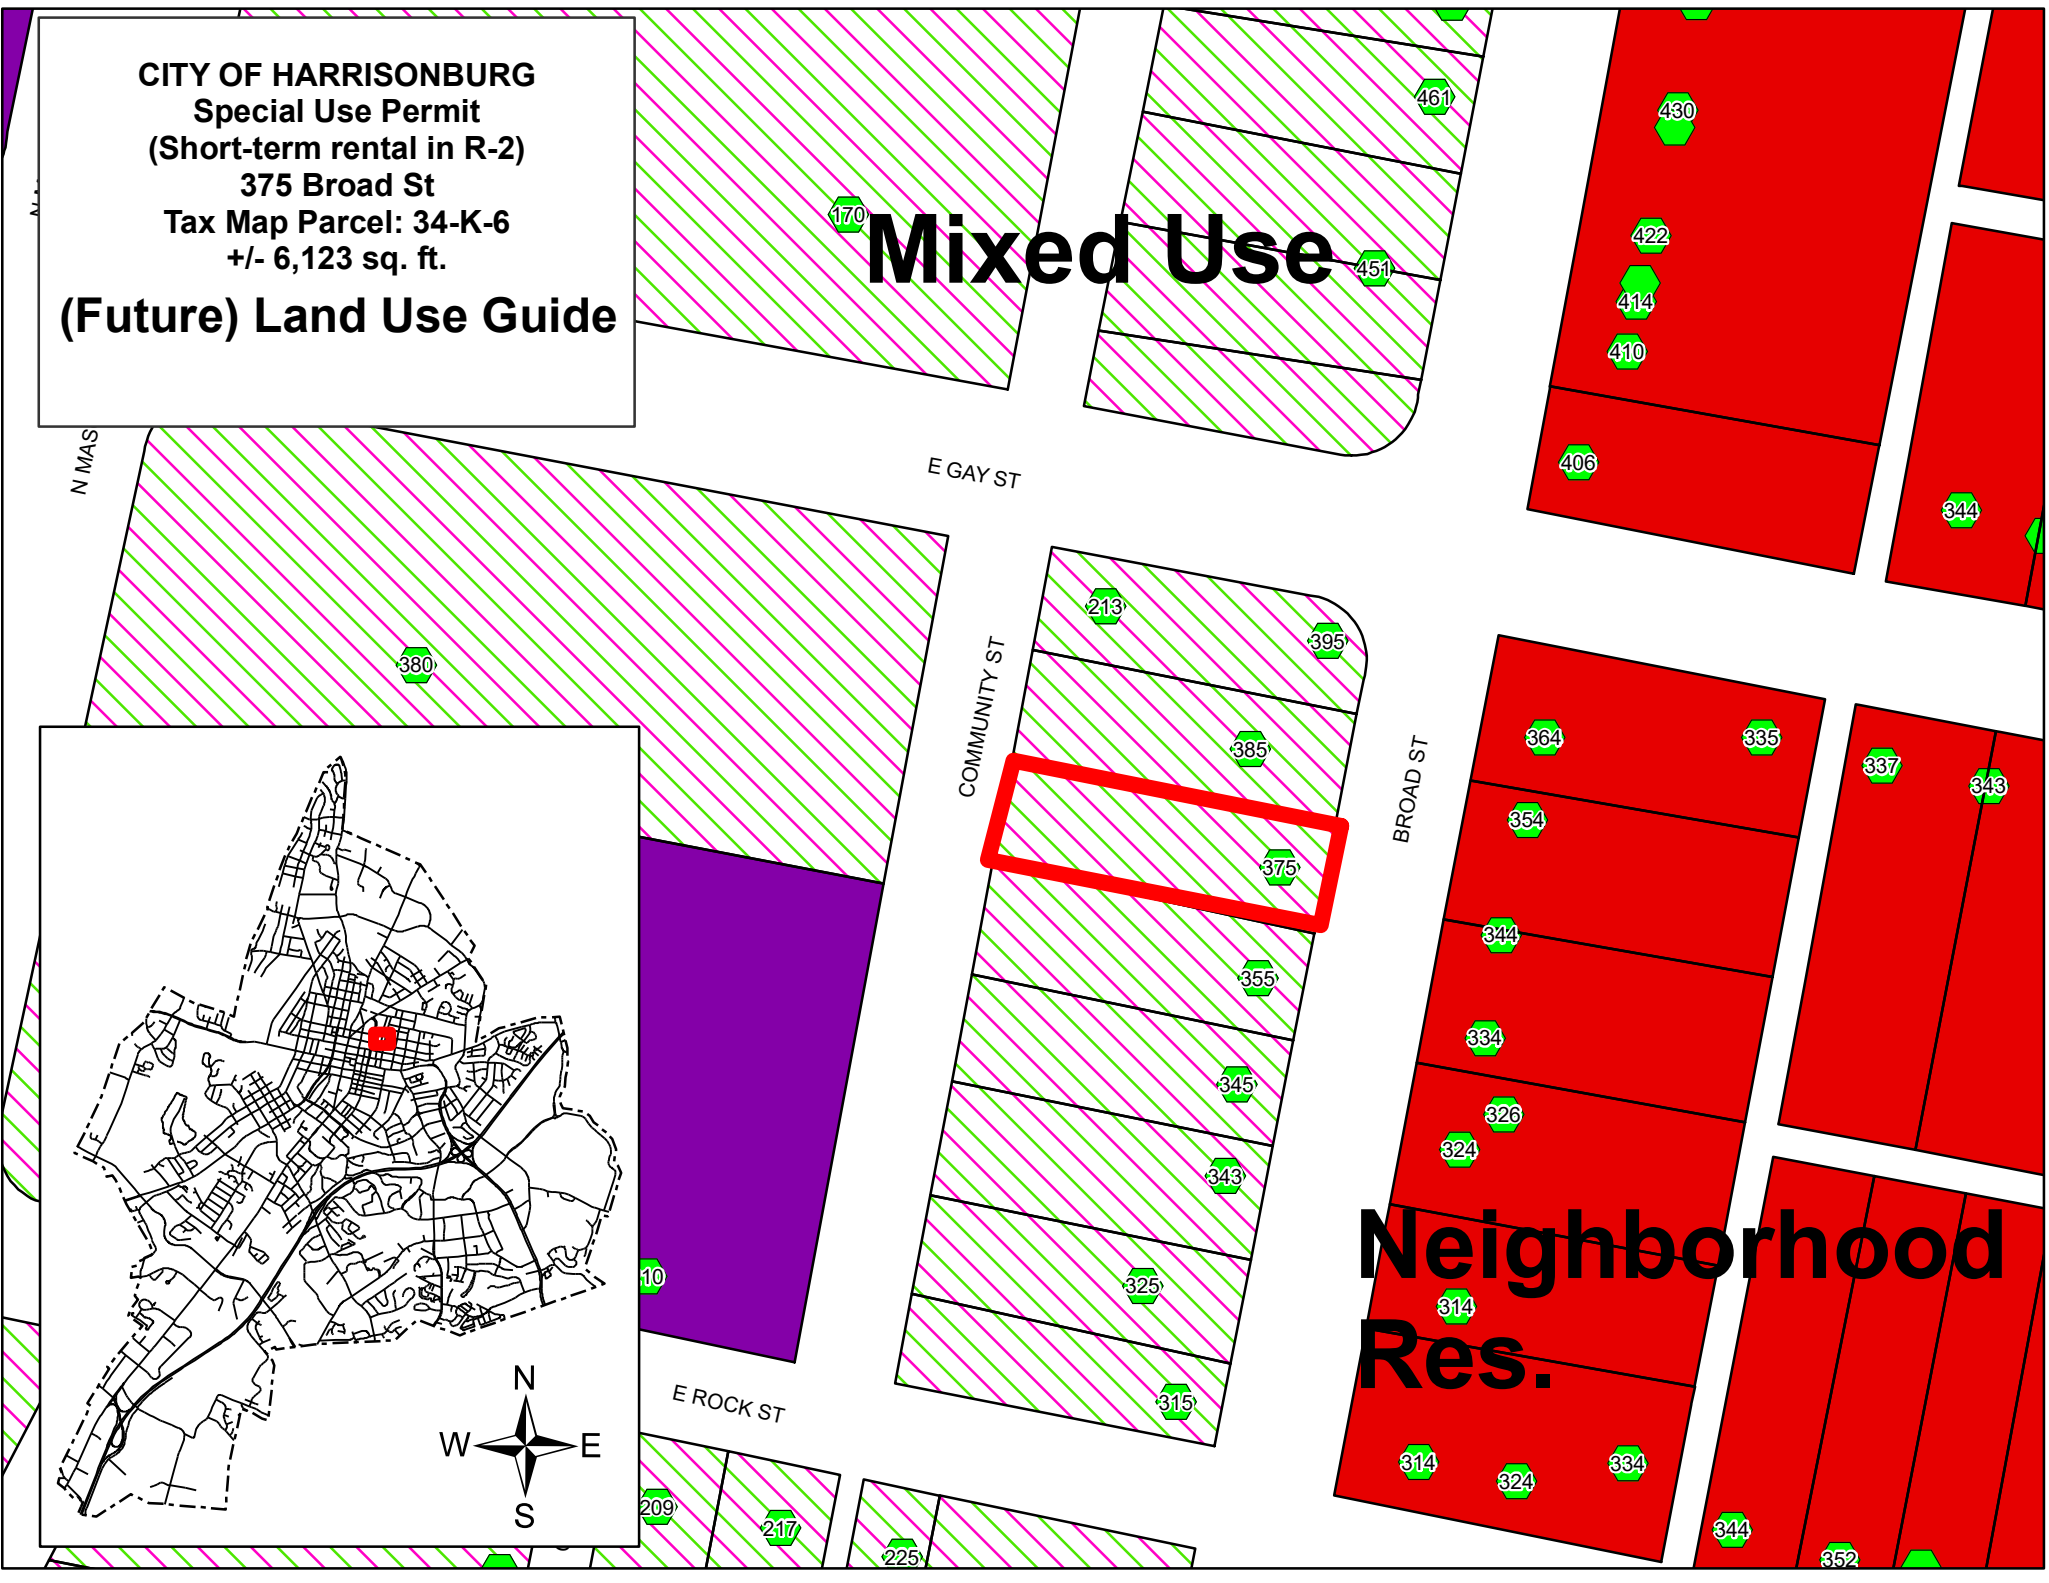 CITY OF HARRISONBURG
Special Use Permit
(Short-term rental in R-2)
375 Broad St
Tax Map Parcel: 34-K-6
+/- 6,123 sq. ft.
(Future) Land Use Guide
461
430
170
Mixed Use
422
451
414
410
N MAS
E GAY ST
406
344
213
395
380
COMMUNITY ST
385
364
335
337
343
BROAD ST
354
375
344
355
334
345
326
324
343
Neighborhood
Res.
10
325
314
N
W E
S
E ROCK ST
315
314
324
334
209
217
225
344
352